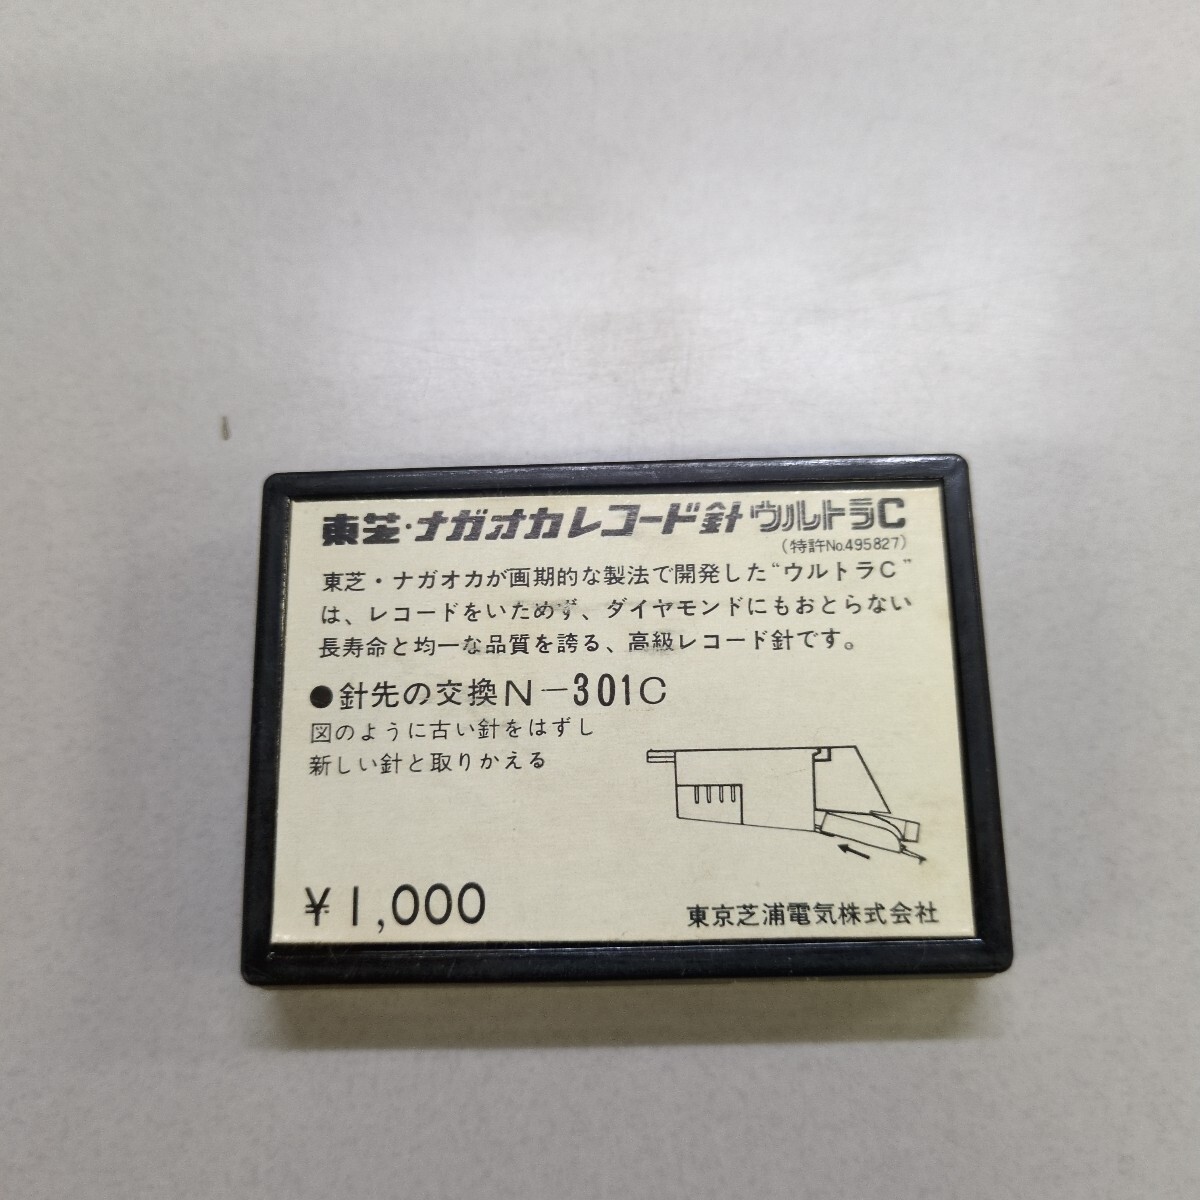 東芝・ナガオカレコード針 ウルトラC
(特許No.495827)
東芝・ナガオカが画期的な製法で開発した“ウルトラC”
は、レコードをいためず、ダイヤモンドにもおとらない
長寿命と均一な品質を誇る、高級レコード針です。
●針先の交換N-301C
図のように古い針をはずし
新しい針と取りかえる
¥1,000
東京芝浦電気株式会社